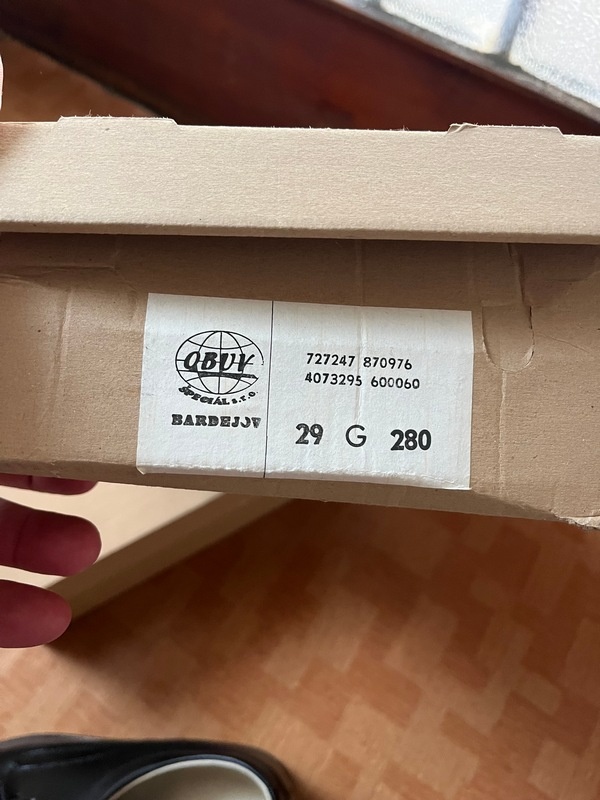 OBUV
ŠPECIÁL s.r.o.
BARDEJOV
727247 870976
4073295 600060
29 G 280